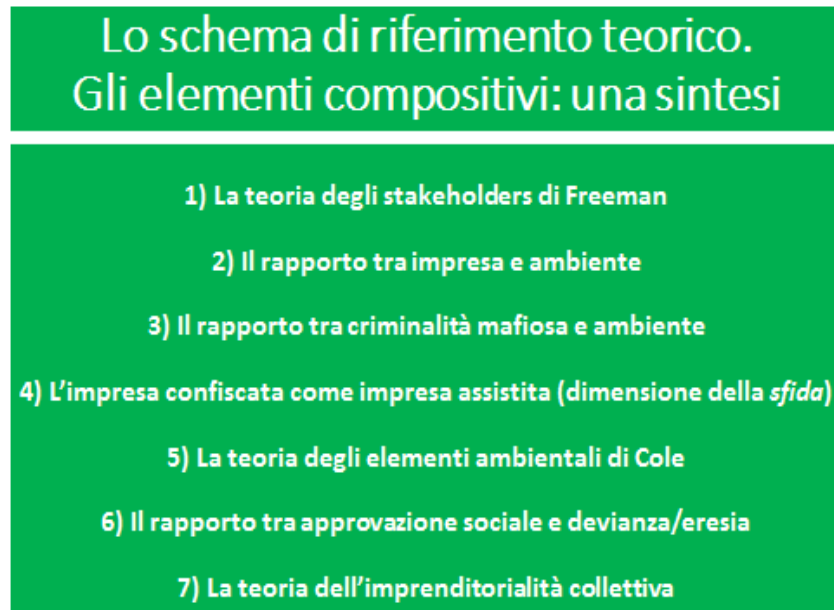 Lo schema di riferimento teorico.
Gli elementi compositivi: una sintesi
1) La teoria degli stakeholders di Freeman
2) Il rapporto tra impresa e ambiente
3) Il rapporto tra criminalità mafiosa e ambiente
4) L'impresa confiscata come impresa assistita (dimensione della sfida)
5) La teoria degli elementi ambientali di Cole
6) Il rapporto tra approvazione sociale e devianza/eresia
7) La teoria dell'imprenditorialità collettiva